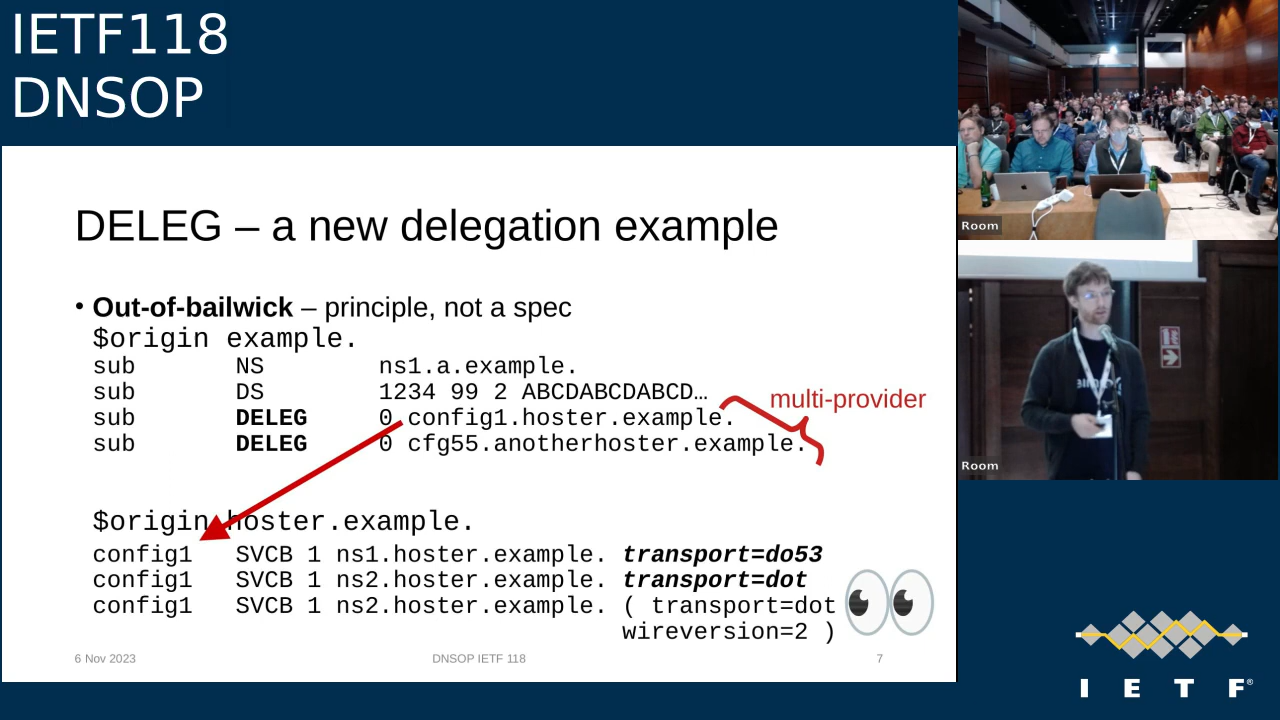 IETF118
DNSOP
DELEG – a new delegation example
• Out-of-bailwick – principle, not a spec
$origin example.
sub NS ns1.a.example.
sub DS 1234 99 2 ABCDABCDABCD…
sub DELEG 0 config1.hoster.example.
sub DELEG 0 cfg55.anotherhoster.example.
multi-provider
$origin hoster.example.
config1 SVCB 1 ns1.hoster.example. transport=do53
config1 SVCB 1 ns2.hoster.example. transport=dot
config1 SVCB 1 ns2.hoster.example. ( transport=dot
wireversion=2 )
6 Nov 2023
DNSOP IETF 118
7
Room
Room
I E T F®